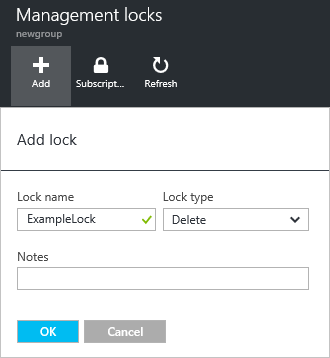 Management locks
newgroup
Add Subscript... Refresh
Add lock
Lock name Lock type
ExampleLock Delete
Notes
OK Cancel